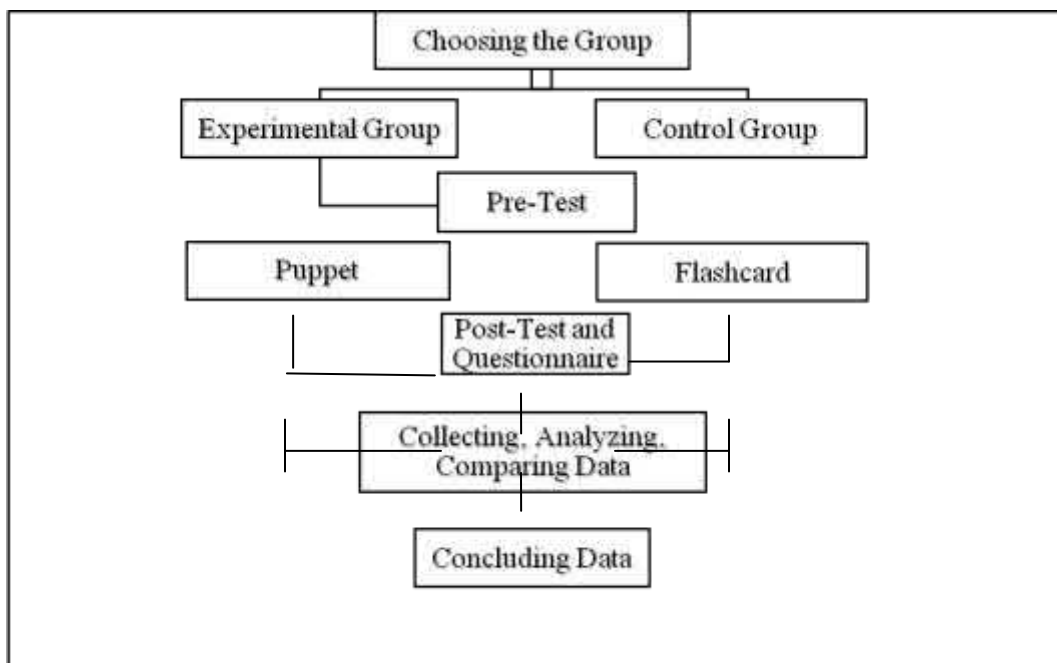 Choosing the Group
Experimental Group
Control Group
Pre-Test
Puppet
Flashcard
Post-Test and
Questionnaire
Collecting, Analyzing,
Comparing Data
Concluding Data